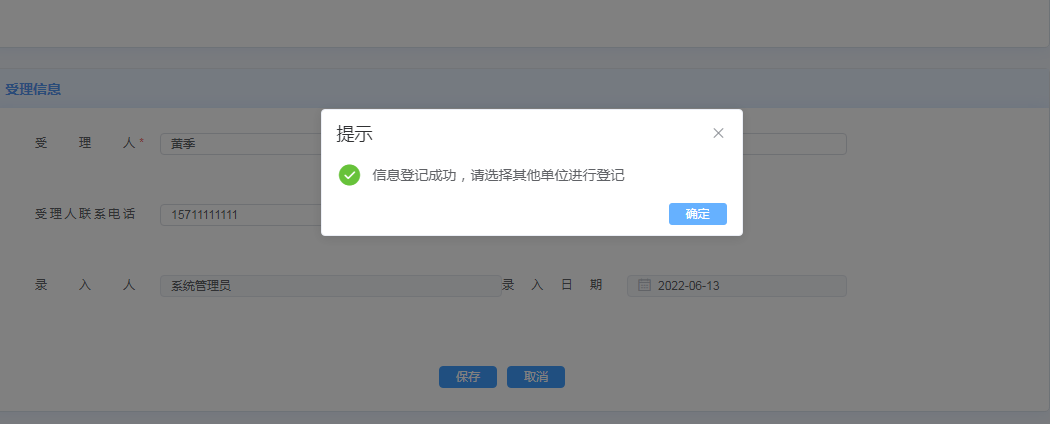 受理信息
提示
信息登记成功，请选择其他单位进行登记
确定
受理人*
黄季
受理人联系电话
15711111111
录入人
系统管理员
录入日期
2022-06-13
保存
取消